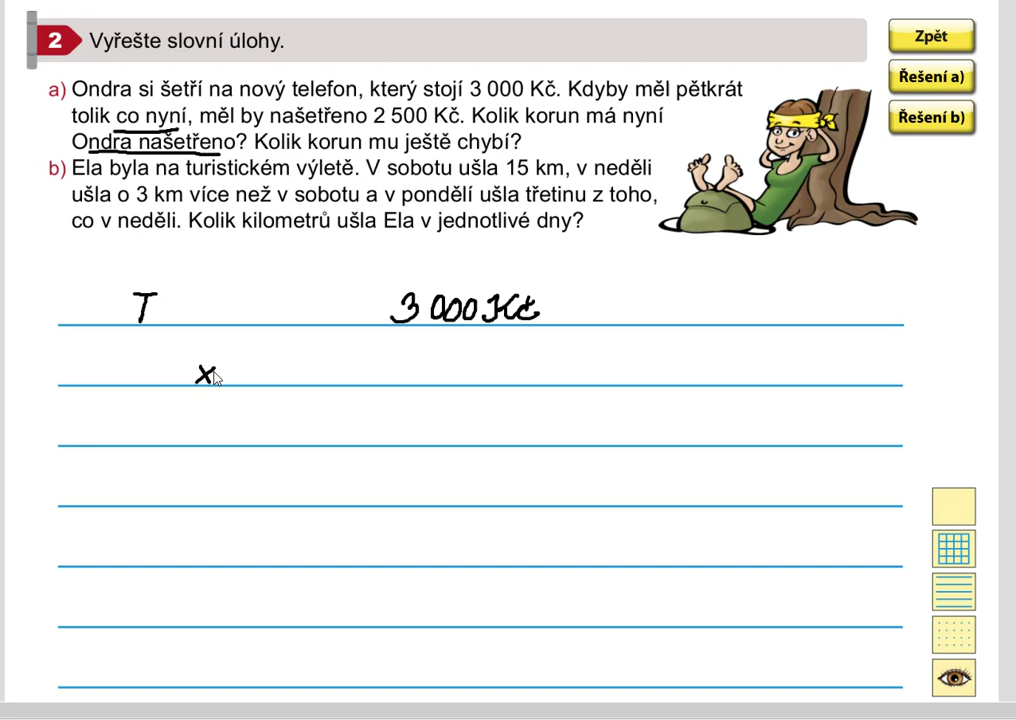 2 Vyřešte slovní úlohy.
Zpět
Řešení a)
Řešení b)
a) Ondra si šetří na nový telefon, který stojí 3 000 Kč. Kdyby měl pětkrát
tolik co nyní, měl by našetřeno 2 500 Kč. Kolik korun má nyní
Ondra našetřeno? Kolik korun mu ještě chybí?
b) Ela byla na turistickém výletě. V sobotu ušla 15 km, v neděli
ušla o 3 km více než v sobotu a v pondělí ušla třetinu z toho,
co v neděli. Kolik kilometrů ušla Ela v jednotlivé dny?
T 3 000 Kč
x